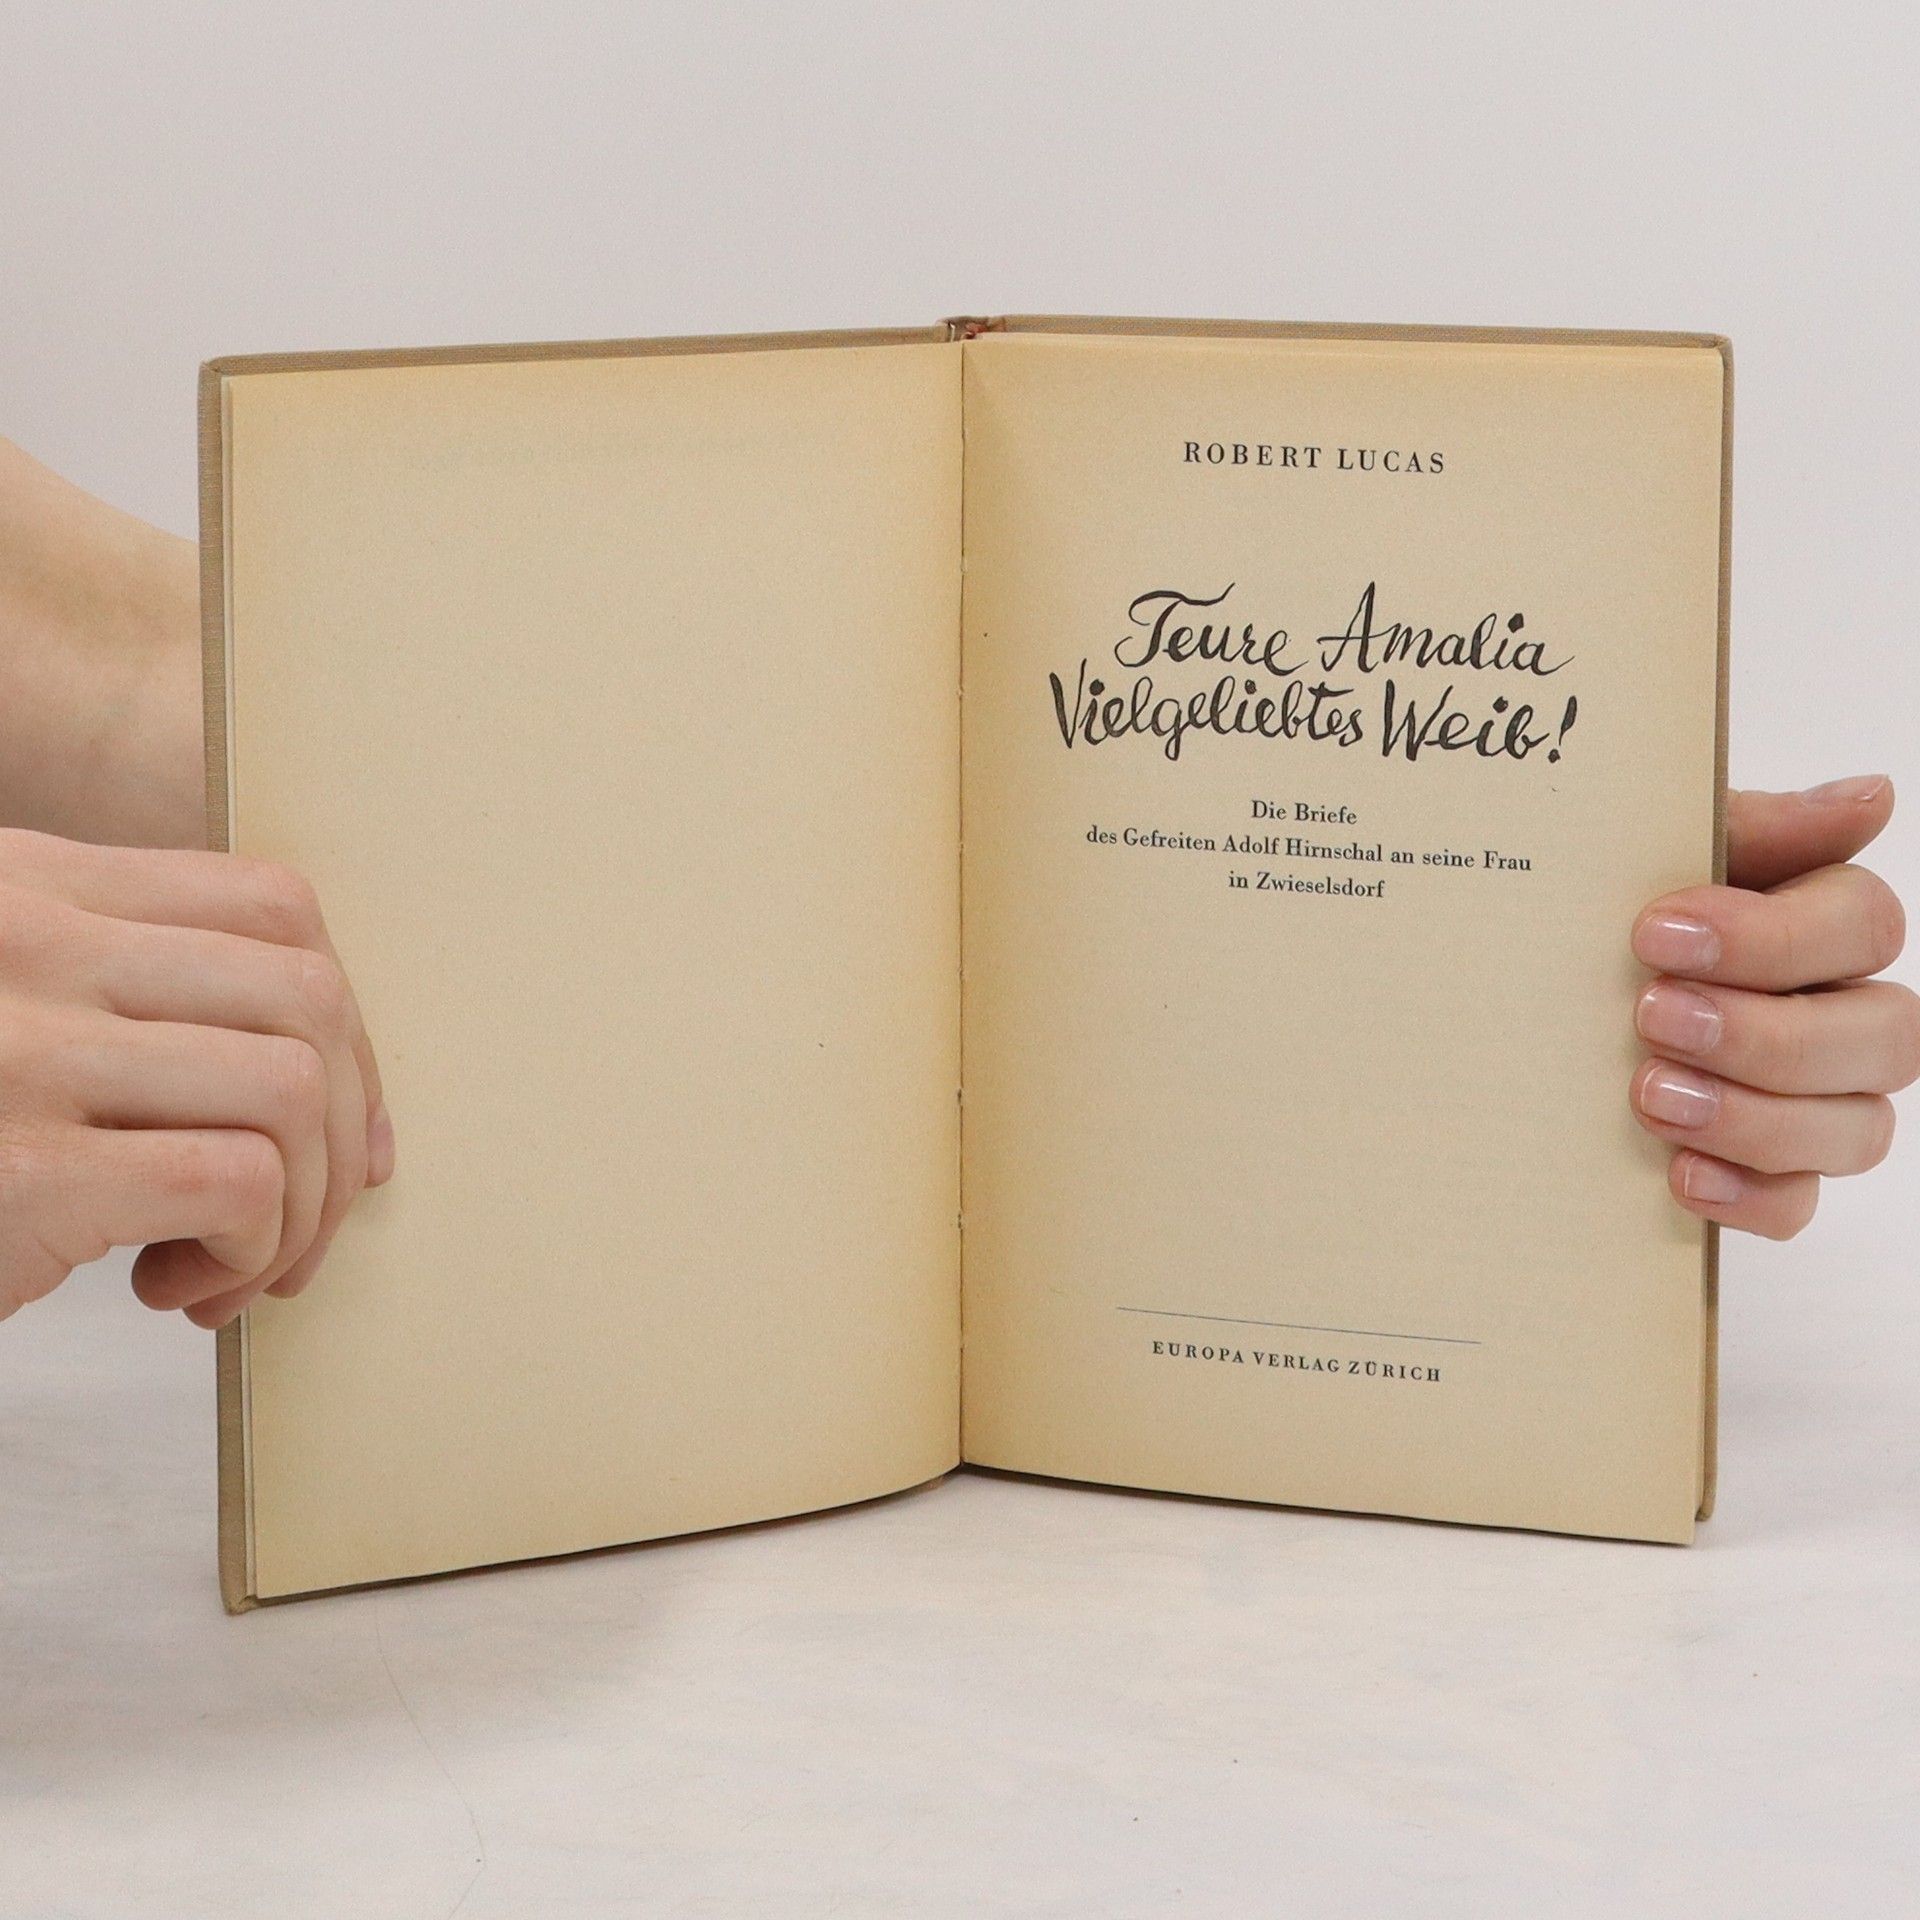 ROBERT LUCAS
Teure Amalia
Vielgeliebtes Weib!
Die Briefe
des Gefreiten Adolf Hirnschal an seine Frau
in Zwieselsdorf
EUROPA VERLAG ZÜRICH